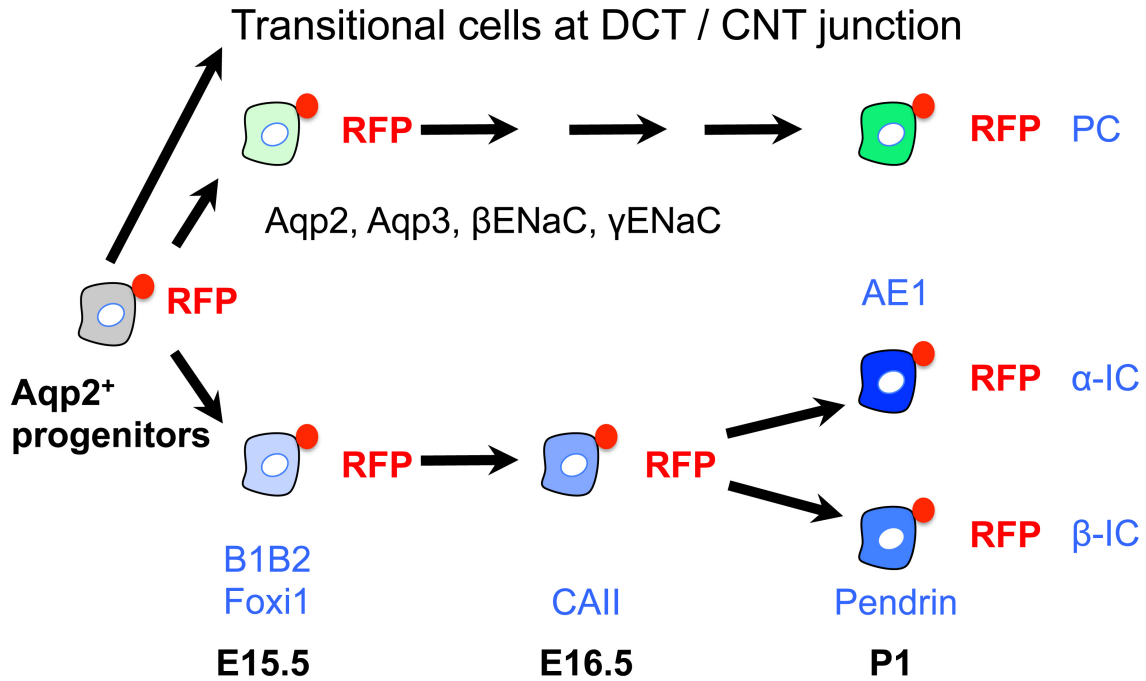 Transitional cells at DCT / CNT junction
RFP
RFP PC
Aqp2, Aqp3, βENaC, γENaC
RFP
Aqp2⁺
progenitors
AE1
RFP α-IC
RFP
RFP
RFP β-IC
B1B2
Foxi1
CAII
Pendrin
E15.5
E16.5
P1